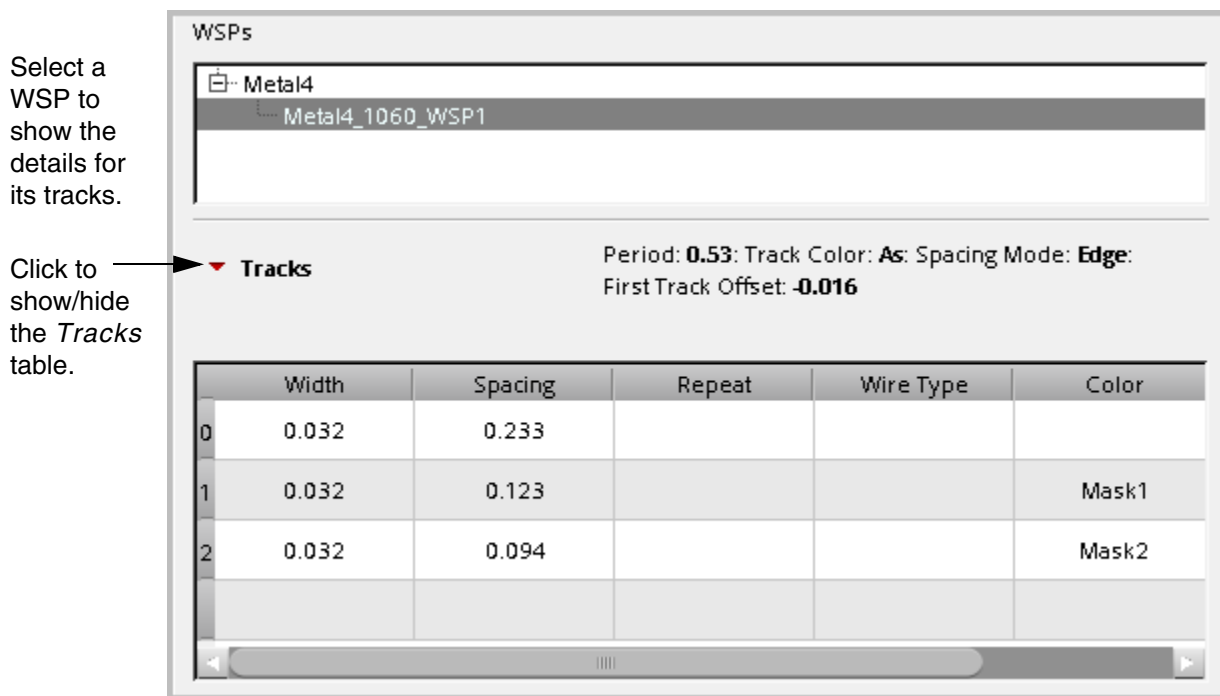 WSPs
Select a
WSP to
show the
details for
its tracks.
Metal4
Metal4_1060_WSP1
Click to
show/hide
the Tracks
table.
Tracks
Period: 0.53: Track Color: As: Spacing Mode: Edge:
First Track Offset: -0.016
Width Spacing Repeat Wire Type Color
0 0.032 0.233
1 0.032 0.123 Mask1
2 0.032 0.094 Mask2